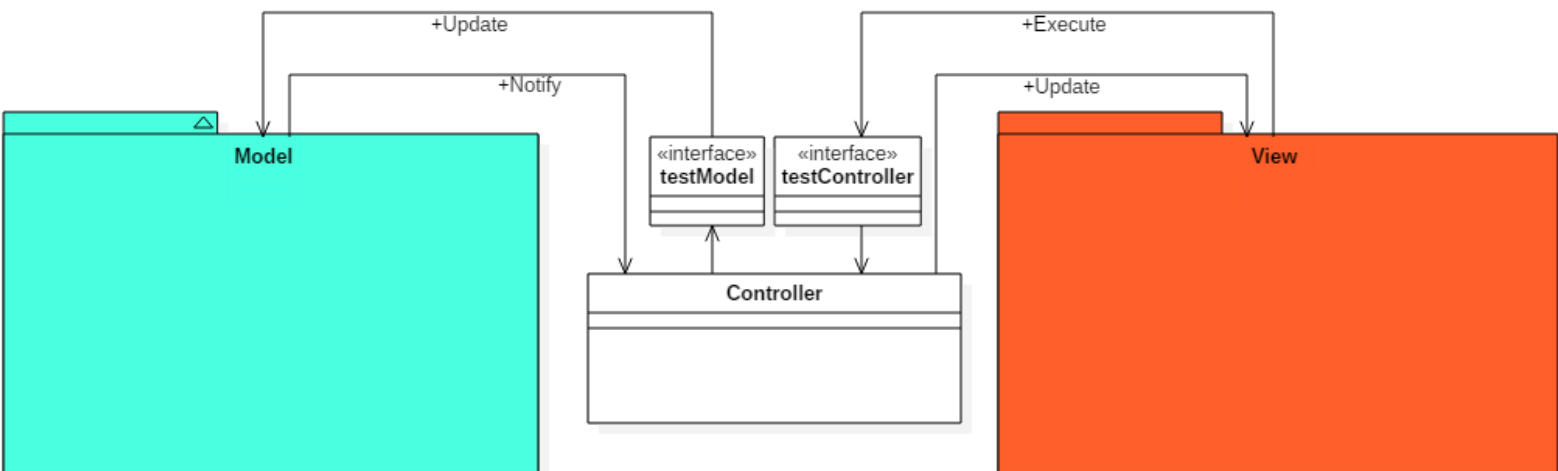 +Update
+Execute
+Notify
+Update
Model
«interface»
testModel
«interface»
testController
View
Controller